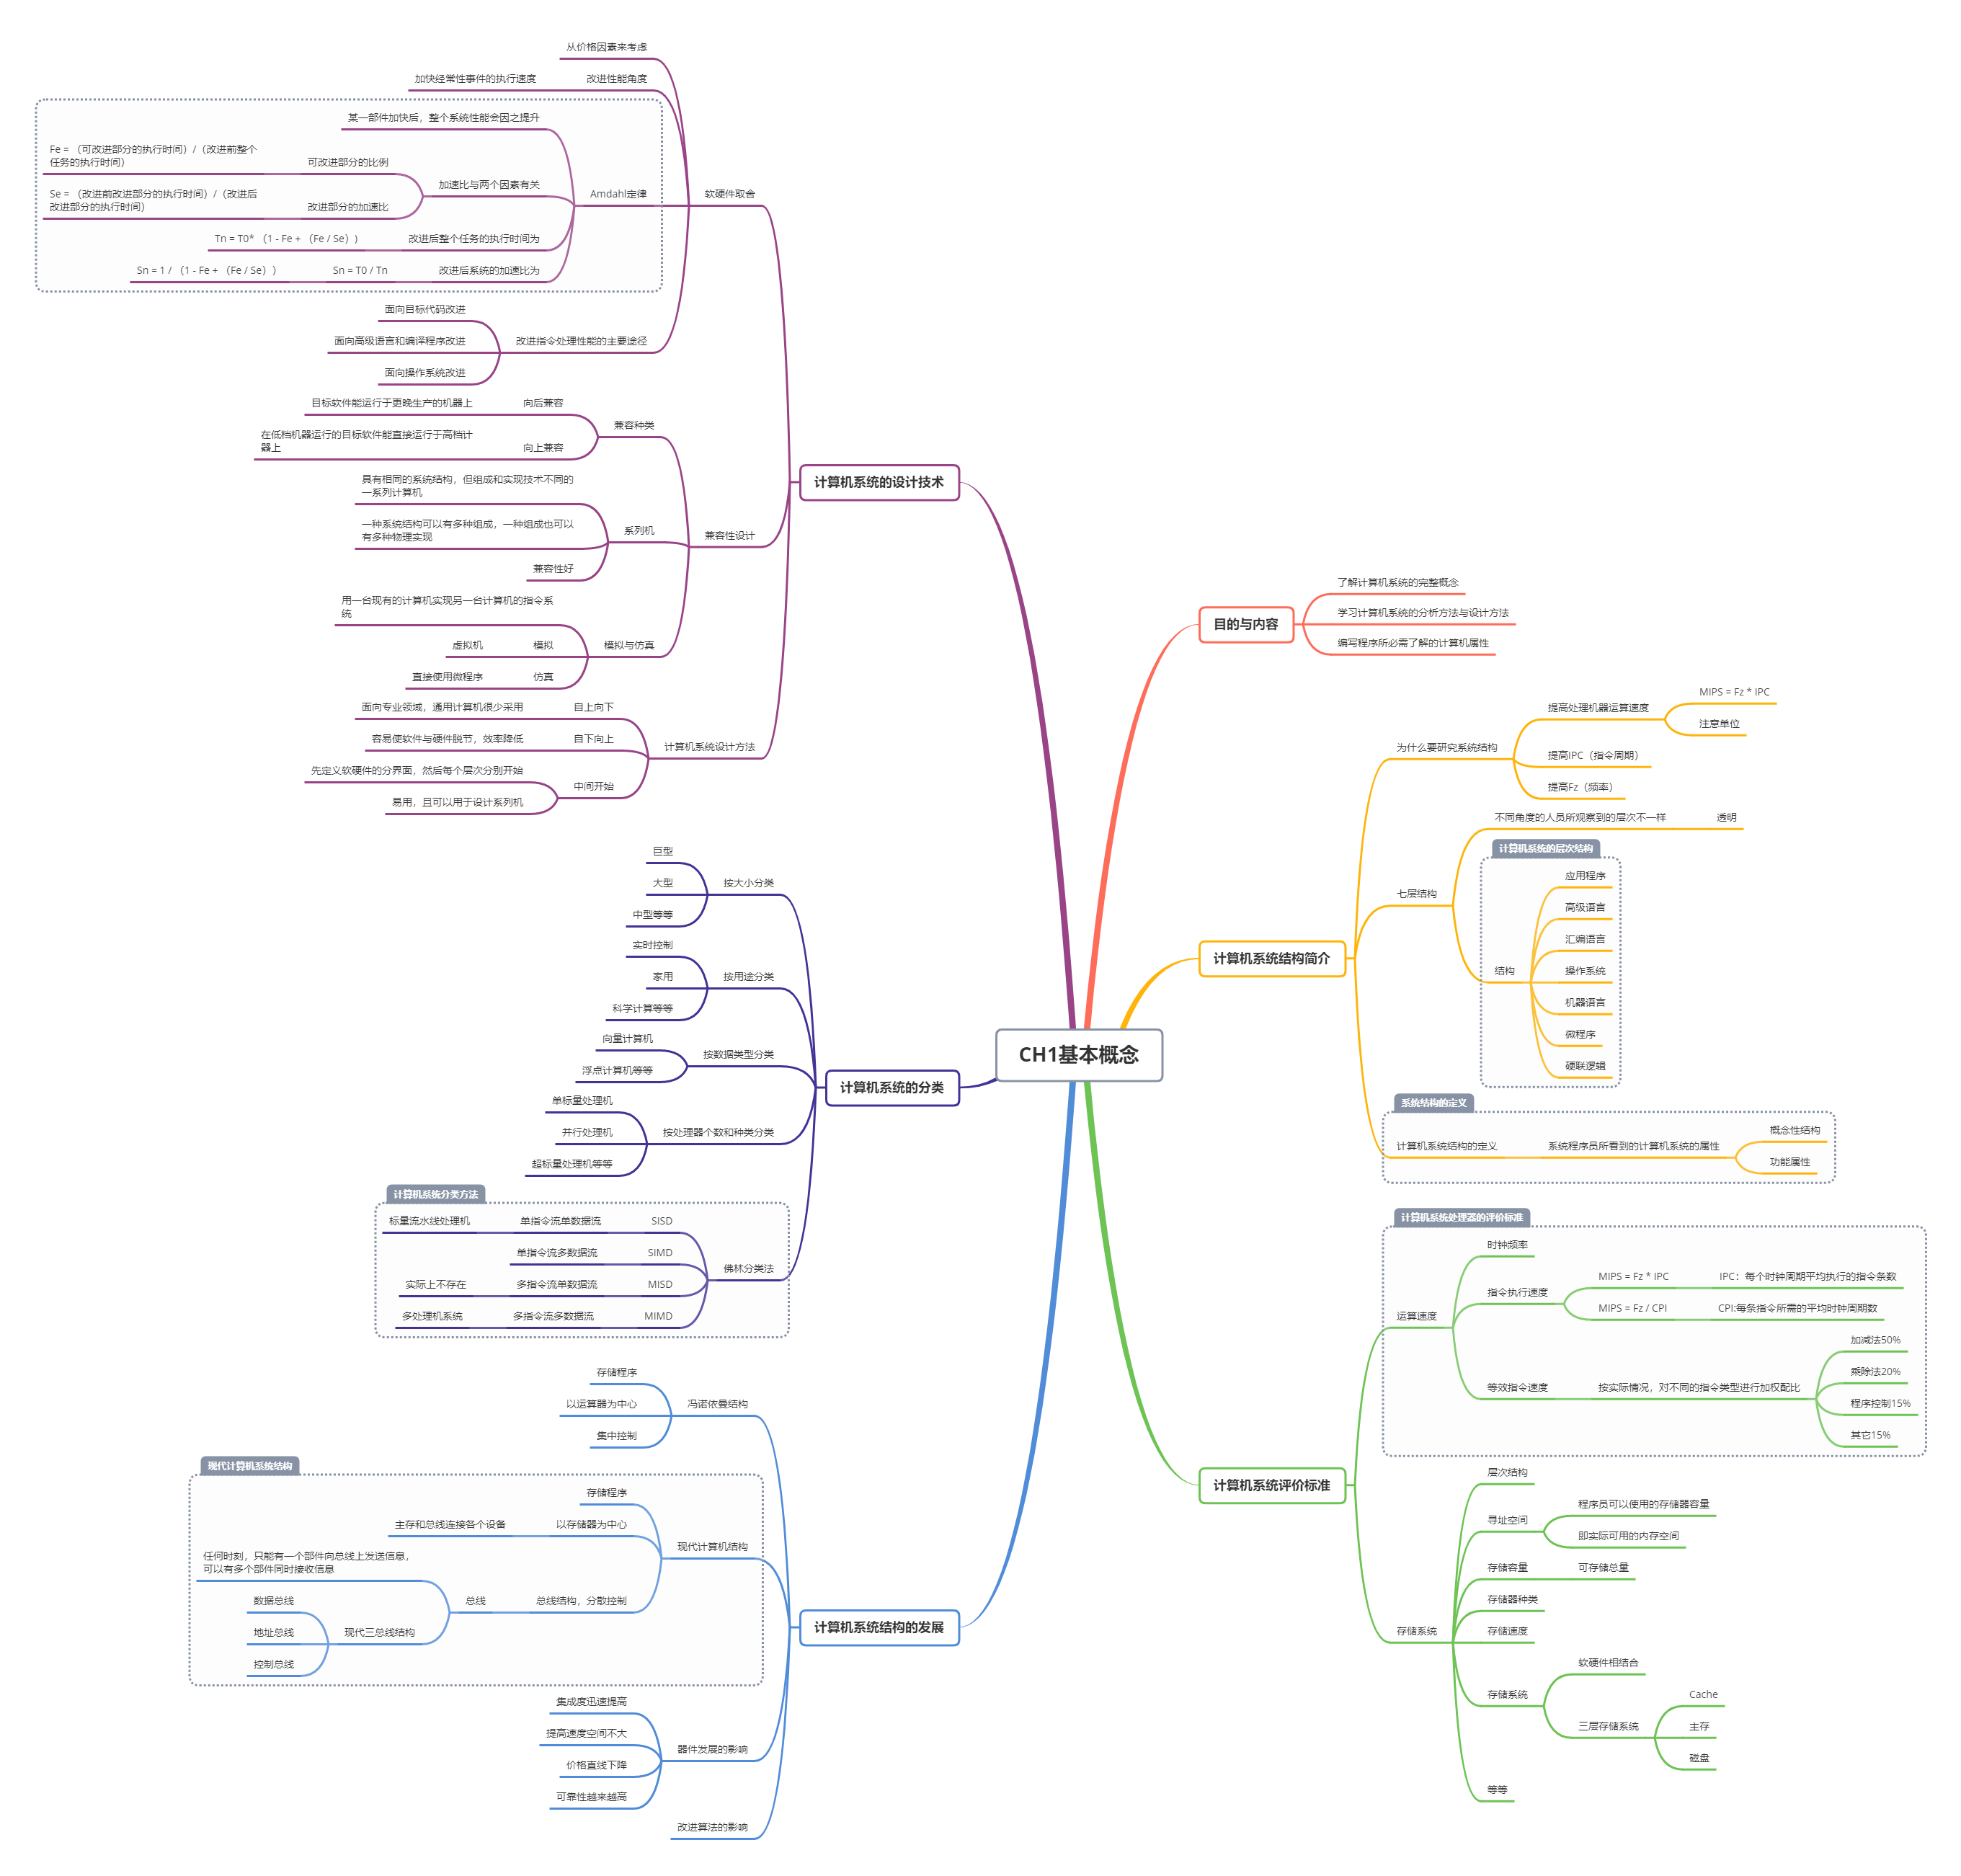 从价格因素来考虑
加快经常性事件的执行速度
改进性能角度
某一部件加快后，整个系统性能会因之提升
Fe = （可改进部分的执行时间）/（改进前整个
任务的执行时间）
可改进部分的比例
加速比与两个因素有关
Se = （改进前改进部分的执行时间）/（改进后
改进部分的执行时间）
改进部分的加速比
Amdahl定律
软硬件取舍
Tn = T0* （1 - Fe + （Fe / Se））
改进后整个任务的执行时间为
Sn = 1 / （1 - Fe + （Fe / Se））
Sn = T0 / Tn
改进后系统的加速比为
面向目标代码改进
面向高级语言和编译程序改进
改进指令处理性能的主要途径
面向操作系统改进
目标软件能运行于更晚生产的机器上
向后兼容
兼容种类
在低档机器运行的目标软件能直接运行于高档计
器上
向上兼容
计算机系统的设计技术
具有相同的系统结构，但组成和实现技术不同的
一系列计算机
一种系统结构可以有多种组成，一种组成也可以
有多种物理实现
系列机
兼容性设计
兼容性好
用一台现有的计算机实现另一台计算机的指令系
统
虚拟机
模拟
模拟与仿真
直接使用微程序
仿真
面向专业领域，通用计算机很少采用
自上向下
容易使软件与硬件脱节，效率降低
自下向上
计算机系统设计方法
先定义软硬件的分界面，然后每个层次分别开始
中间开始
易用，且可以用于设计系列机
巨型
大型
按大小分类
中型等等
实时控制
家用
按用途分类
科学计算等等
向量计算机
按数据类型分类
浮点计算机等等
计算机系统的分类
单标量处理机
并行处理机
按处理器个数和种类分类
超标量处理机等等
计算机系统分类方法
标量流水线处理机
单指令流单数据流
SISD
单指令流多数据流
SIMD
佛林分类法
实际上不存在
多指令流单数据流
MISD
多处理机系统
多指令流多数据流
MIMD
存储程序
以运算器为中心
冯诺依曼结构
集中控制
现代计算机系统结构
存储程序
主存和总线连接各个设备
以存储器为中心
现代计算机结构
任何时刻，只能有一个部件向总线上发送信息，
可以有多个部件同时接收信息
数据总线
总线
总线结构，分散控制
地址总线
现代三总线结构
控制总线
计算机系统结构的发展
集成度迅速提高
提高速度空间不大
器件发展的影响
价格直线下降
可靠性越来越高
改进算法的影响
CH1基本概念
了解计算机系统的完整概念
目的与内容
学习计算机系统的分析方法与设计方法
编写程序所必需了解的计算机属性
MIPS = Fz * IPC
提高处理机器运算速度
注意单位
为什么要研究系统结构
提高IPC（指令周期）
提高Fz（频率）
不同角度的人员所观察到的层次不一样
透明
计算机系统的层次结构
应用程序
七层结构
高级语言
汇编语言
计算机系统结构简介
结构
操作系统
机器语言
微程序
硬联逻辑
系统结构的定义
概念性结构
计算机系统结构的定义
系统程序员所看到的计算机系统的属性
功能属性
计算机系统处理器的评价标准
时钟频率
MIPS = Fz * IPC
IPC：每个时钟周期平均执行的指令条数
指令执行速度
MIPS = Fz / CPI
CPI:每条指令所需的平均时钟周期数
运算速度
加减法50%
乘除法20%
等效指令速度
按实际情况，对不同的指令类型进行加权配比
程序控制15%
其它15%
计算机系统评价标准
层次结构
程序员可以使用的存储器容量
寻址空间
即实际可用的内存空间
存储容量
可存储总量
存储器种类
存储系统
存储速度
软硬件相结合
存储系统
Cache
三层存储系统
主存
磁盘
等等